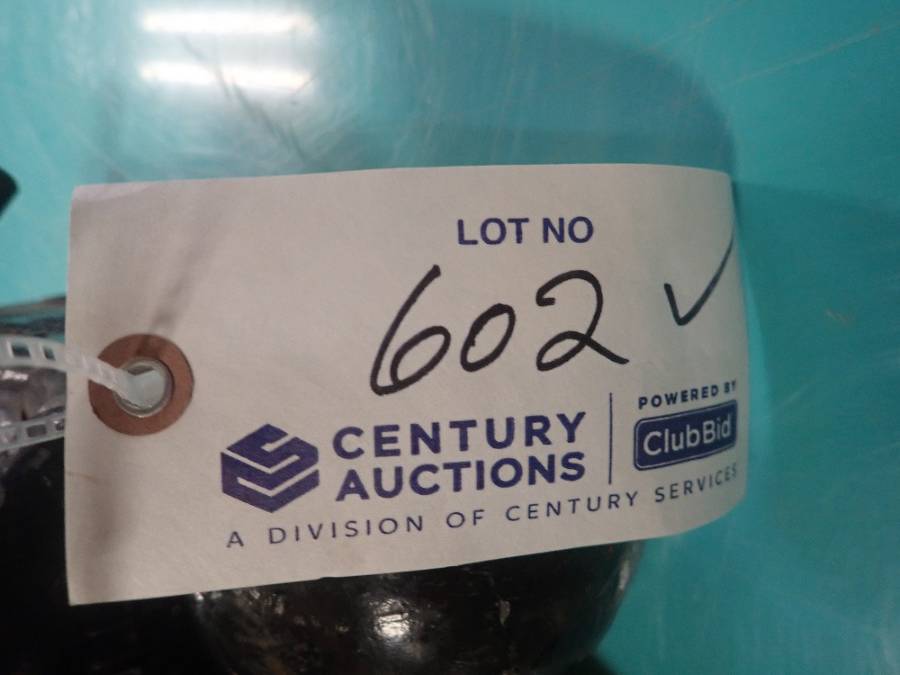 LOT NO
602 ✓
CENTURY AUCTIONS
POWERED BY
ClubBid
A DIVISION OF CENTURY SERVICES